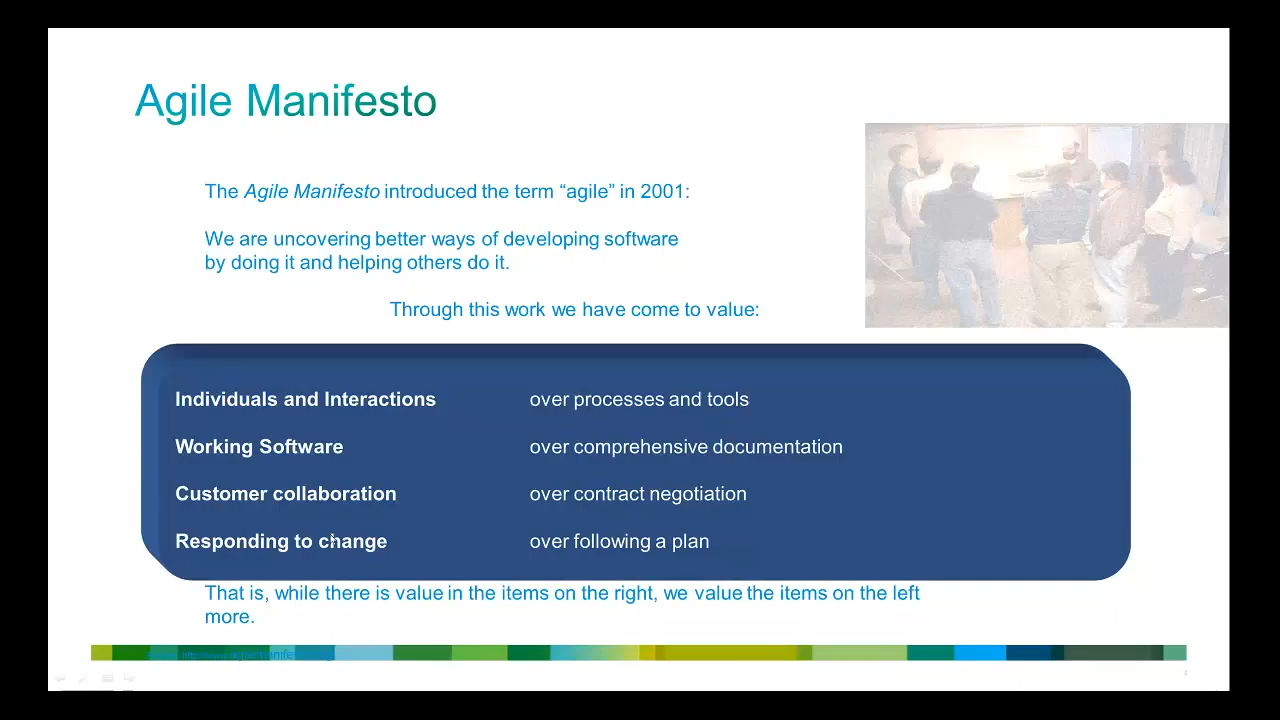 Agile Manifesto
The Agile Manifesto introduced the term “agile” in 2001:
We are uncovering better ways of developing software
by doing it and helping others do it.
Through this work we have come to value:
Individuals and Interactions over processes and tools
Working Software over comprehensive documentation
Customer collaboration over contract negotiation
Responding to change over following a plan
That is, while there is value in the items on the right, we value the items on the left
more.